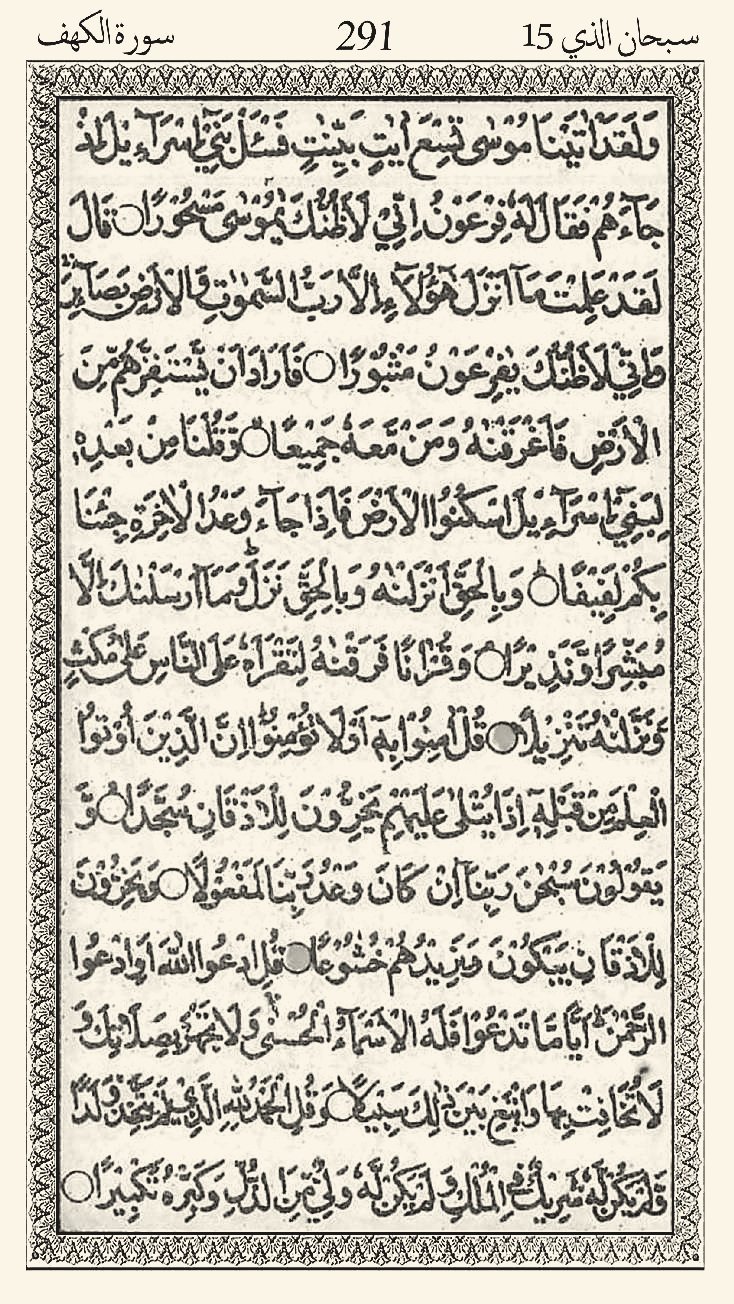 سبحان الذي 15 291 سورة الكهف
وَلَقَدْ اٰتَيْنَا مُوْسٰى تِسْعَ اٰيٰتٍۭ بَيِّنٰتٍ فَسْـَٔلْ بَنِيْٓ اِسْرَآءِيْلَ اِذْ
جَآءَهُمْ فَقَالَ لَهٗ فِرْعَوْنُ اِنِّيْ لَاَظُنُّكَ يٰمُوْسٰى مَسْحُوْرًا ○ قَالَ
لَقَدْ عَلِمْتَ مَآ اَنْزَلَ هٰٓؤُلَآءِ اِلَّا رَبُّ السَّمٰوٰتِ وَالْاَرْضِ بَصَآئِرَ
وَاِنِّيْ لَاَظُنُّكَ يٰفِرْعَوْنُ مَثْبُوْرًا ○ فَاَرَادَ اَنْ يَّسْتَفِزَّهُمْ مِّنَ
الْاَرْضِ فَاَغْرَقْنٰهُ وَمَنْ مَّعَهٗ جَمِيْعًا ○ وَّقُلْنَا مِنْۢ بَعْدِهٖ
لِبَنِيْٓ اِسْرَآءِيْلَ اسْكُنُوا الْاَرْضَ فَاِذَا جَآءَ وَعْدُ الْاٰخِرَةِ جِئْنَا
بِكُمْ لَفِيْفًا ○ وَبِالْحَقِّ اَنْزَلْنٰهُ وَبِالْحَقِّ نَزَلَ وَمَآ اَرْسَلْنٰكَ اِلَّا
مُبَشِّرًا وَّنَذِيْرًا ○ وَقُرْاٰنًا فَرَقْنٰهُ لِتَقْرَاَهٗ عَلَى النَّاسِ عَلٰى مُكْثٍ
وَّنَزَّلْنٰهُ تَنْزِيْلًا ○ قُلْ اٰمِنُوْا بِهٖٓ اَوْ لَا تُؤْمِنُوْا اِنَّ الَّذِيْنَ اُوْتُوا
الْعِلْمَ مِنْ قَبْلِهٖٓ اِذَا يُتْلٰى عَلَيْهِمْ يَخِرُّوْنَ لِلْاَذْقَانِ سُجَّدًا ○ وَّ
يَقُوْلُوْنَ سُبْحٰنَ رَبِّنَآ اِنْ كَانَ وَعْدُ رَبِّنَا لَمَفْعُوْلًا ○ وَيَخِرُّوْنَ
لِلْاَذْقَانِ يَبْكُوْنَ وَيَزِيْدُهُمْ خُشُوْعًا ○ قُلِ ادْعُوا اللّٰهَ اَوِ ادْعُوا
الرَّحْمٰنَ اَيًّا مَّا تَدْعُوْا فَلَهُ الْاَسْمَآءُ الْحُسْنٰى وَلَا تَجْهَرْ بِصَلَاتِكَ وَ
لَا تُخَافِتْ بِهَا وَابْتَغِ بَيْنَ ذٰلِكَ سَبِيْلًا ○ وَقُلِ الْحَمْدُ لِلّٰهِ الَّذِيْ لَمْ يَتَّخِذْ وَلَدًا
وَّلَمْ يَكُنْ لَّهٗ شَرِيْكٌ فِي الْمُلْكِ وَلَمْ يَكُنْ لَّهٗ وَلِيٌّ مِّنَ الذُّلِّ وَكَبِّرْهُ تَكْبِيْرًا ○